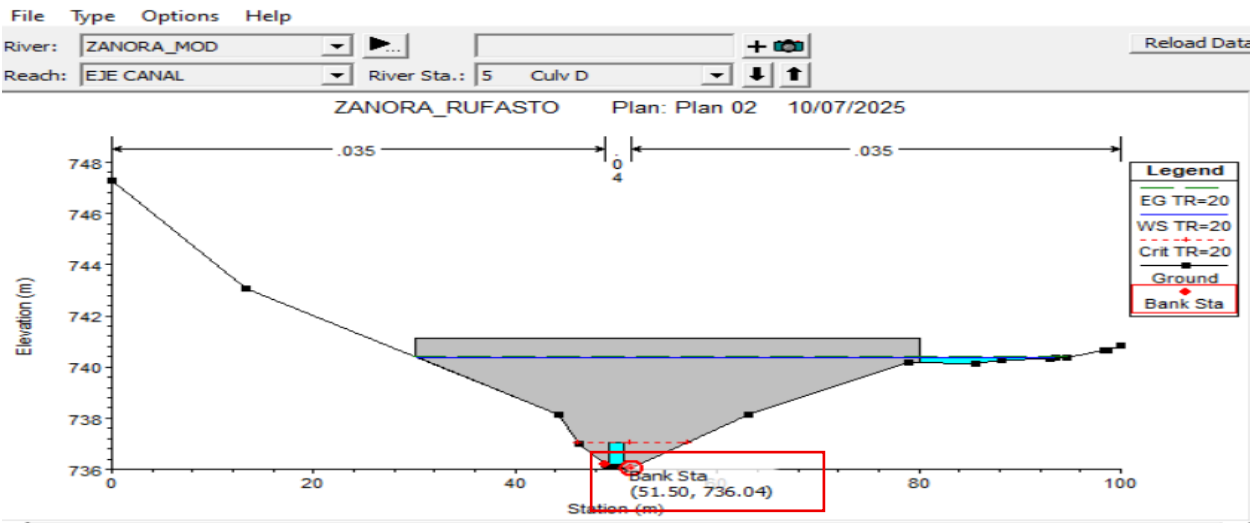 File Type Options Help
River: ZANORA_MOD
Reload Data
Reach: EJE CANAL River Sta.: 5 Culv D
ZANORA_RUFASTO Plan: Plan 02 10/07/2025
.035 .04 .035
Legend
EG TR=20
WS TR=20
Crit TR=20
Ground
Bank Sta
Elevation (m)
748
746
744
742
740
738
736
Bank Sta
(51.50, 736.04)
0 20 40 80 100
Station (m)